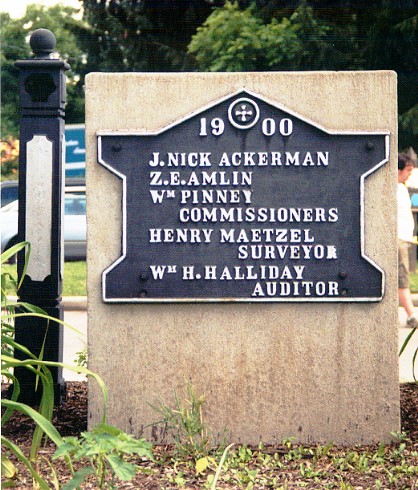 1900
J. NICK ACKERMAN
Z. E. AMLIN
WM PINNEY
COMMISSIONERS
HENRY MAETZEL
SURVEYOR
WM H. HALLIDAY
AUDITOR